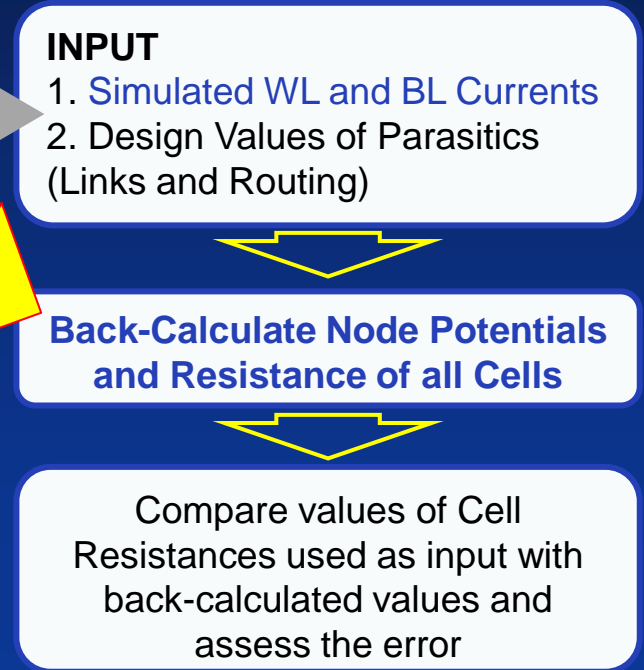 INPUT
1. Simulated WL and BL Currents
2. Design Values of Parasitics
(Links and Routing)
Back-Calculate Node Potentials
and Resistance of all Cells
Compare values of Cell
Resistances used as input with
back-calculated values and
assess the error